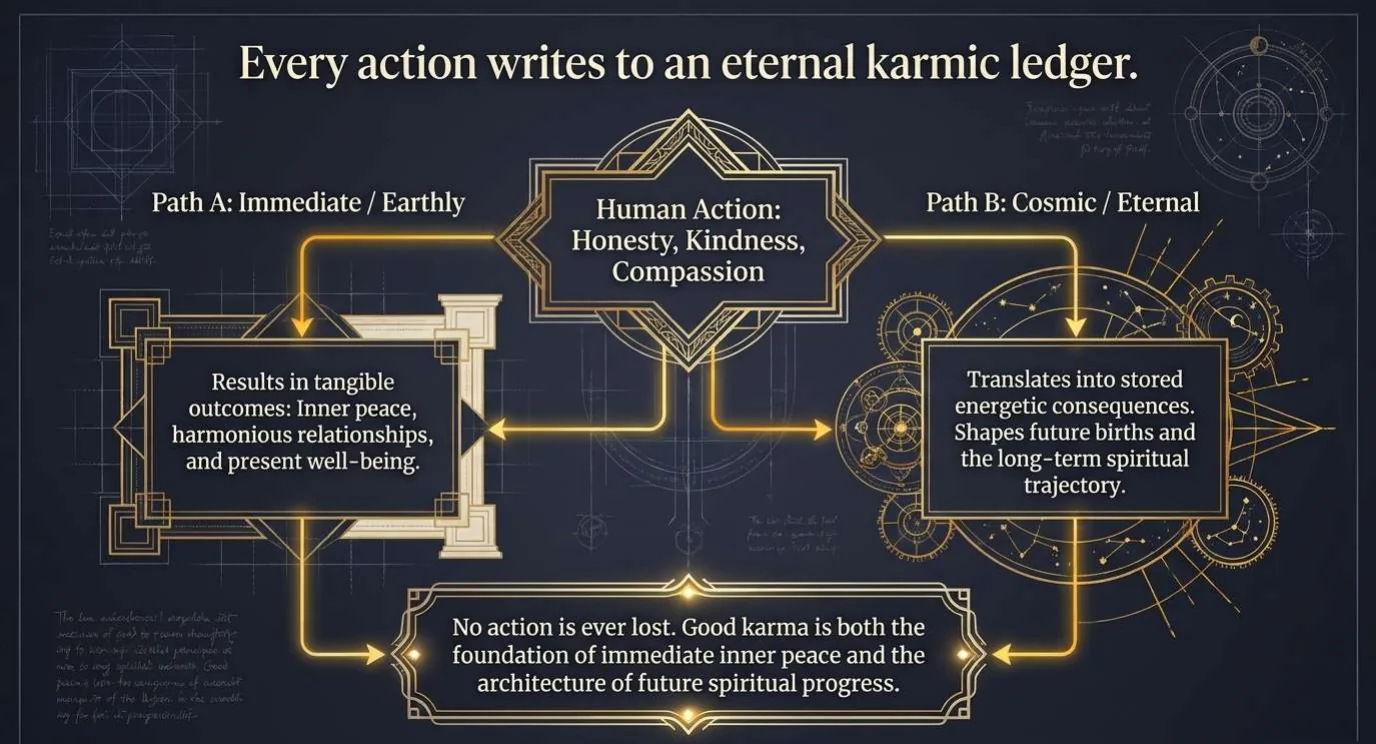 Every action writes to an eternal karmic ledger.
Path A: Immediate / Earthly
Human Action:
Honesty, Kindness,
Compassion
Path B: Cosmic / Eternal
Results in tangible
outcomes: Inner peace,
harmonious relationships,
and present well-being.
Translates into stored
energetic consequences.
Shapes future births and
the long-term spiritual
trajectory.
No action is ever lost. Good karma is both the
foundation of immediate inner peace and the
architecture of future spiritual progress.